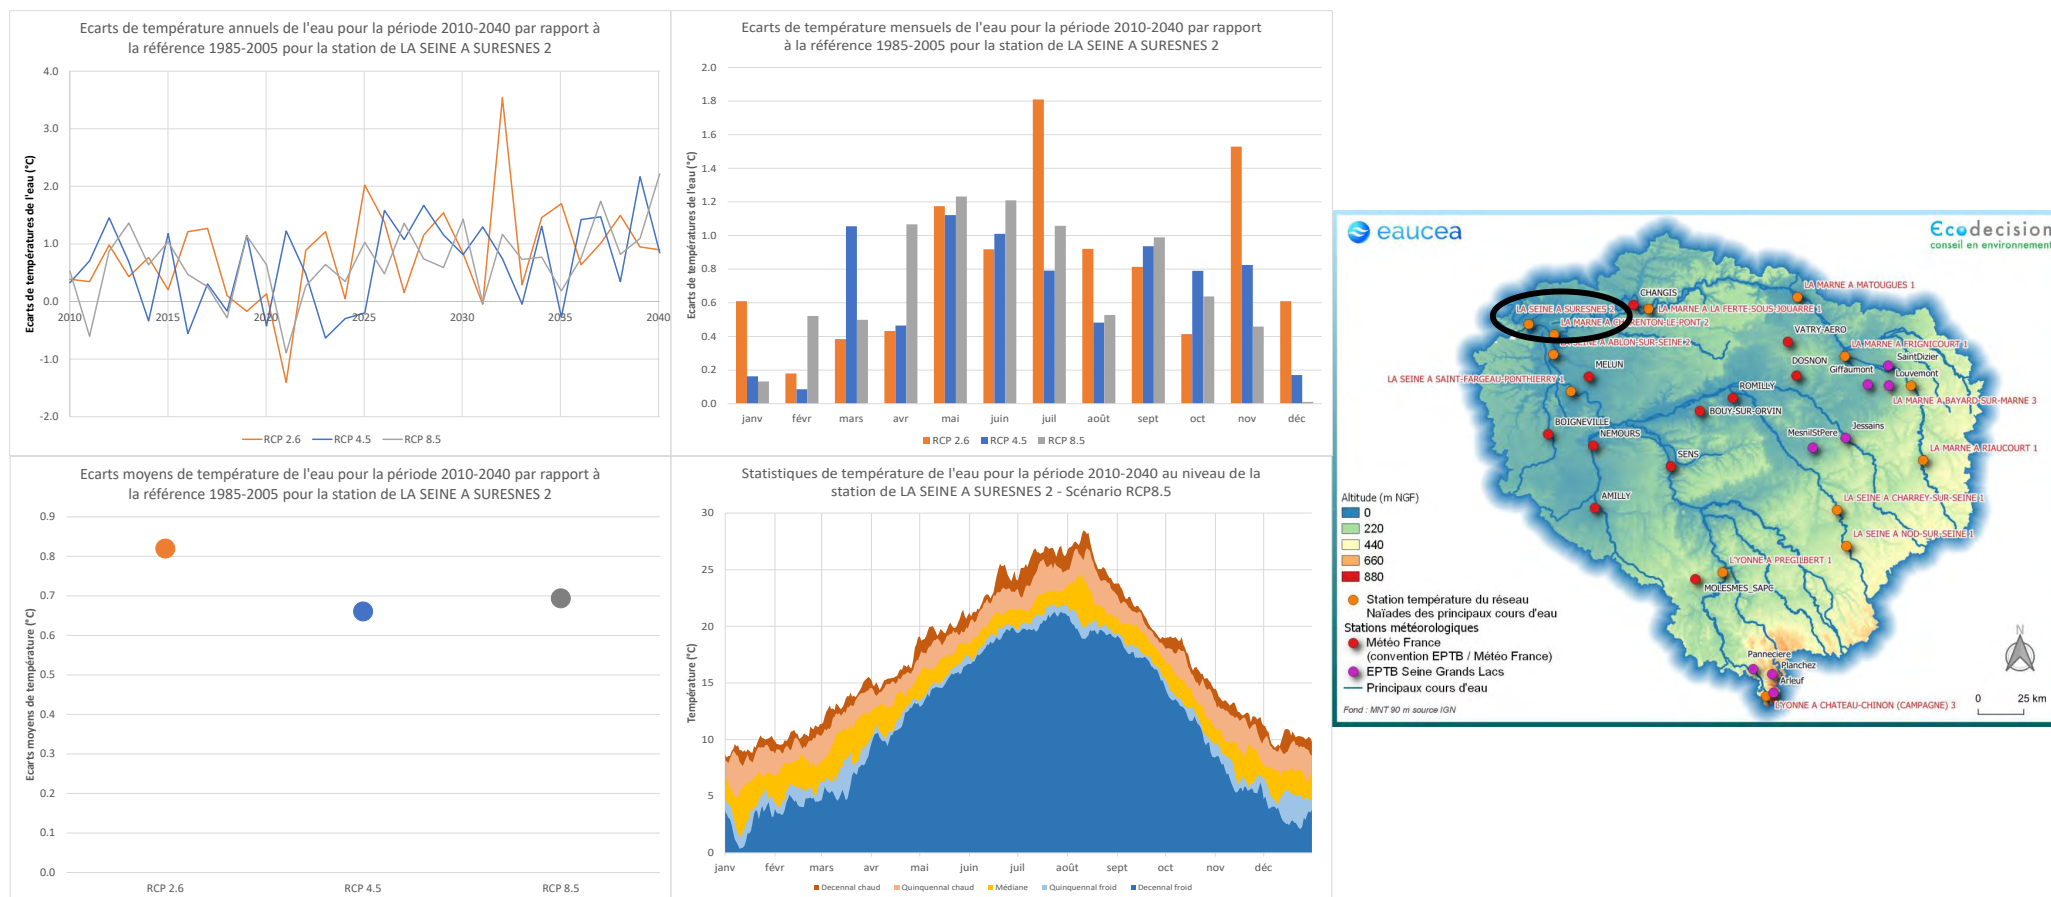 Ecarts de température annuels de l'eau pour la période 2010-2040 par rapport à
la référence 1985-2005 pour la station de LA SEINE A SURESNES 2
Ecarts de températures de l'eau (°C)
4.0
3.0
2.0
1.0
0.0
-1.0
-2.0
2010
2015
2020
2025
2030
2035
2040
RCP 2.6
RCP 4.5
RCP 8.5
Ecarts de température mensuels de l'eau pour la période 2010-2040 par rapport
à la référence 1985-2005 pour la station de LA SEINE A SURESNES 2
Ecarts de températures de l'eau (°C)
2.0
1.8
1.6
1.4
1.2
1.0
0.8
0.6
0.4
0.2
0.0
janv
févr
mars
avr
mai
juin
juil
août
sept
oct
nov
déc
RCP 2.6
RCP 4.5
RCP 8.5
Ecarts moyens de température de l'eau pour la période 2010-2040 par rapport à
la référence 1985-2005 pour la station de LA SEINE A SURESNES 2
Ecarts moyens de température (°C)
0.9
0.8
0.7
0.6
0.5
0.4
0.3
0.2
0.1
0.0
RCP 2.6
RCP 4.5
RCP 8.5
Statistiques de température de l'eau pour la période 2010-2040 au niveau de la
station de LA SEINE A SURESNES 2 - Scénario RCP8.5
Température (°C)
30
25
20
15
10
5
0
janv
févr
mars
avr
mai
juin
juil
août
sept
oct
nov
déc
Decennal chaud
Quinquennal chaud
Médiane
Quinquennal froid
Decennal froid
eaucea
Ecodecision
conseil en environnement
LA MARNE A MATOUGUES 1
CHANGIS
LA SEINE A SURESNES 2
LA MARNE A LA FERTE-SOUS-JOUARRE 1
LA MARNE A CHARENTON-LE-PONT 2
VATRY-AERO
LA SEINE A ABLON-SUR-SEINE 2
LA MARNE A FRIGNICOURT 1
SaintDizier
MELUN
DOSNON
Giffaumont
Louvemont
LA SEINE A SAINT-FARGEAU-PONTHIERRY 1
ROMILLY
LA MARNE A BAYARD-SUR-MARNE 3
BOUY-SUR-ORVIN
BOIGNEVILLE
NEMOURS
MesnilStPere
Jessains
LA MARNE A RIAUCOURT 1
SENS
AMILLY
LA SEINE A CHARREY-SUR-SEINE 1
LA SEINE A NOD-SUR-SEINE 1
L'YONNE A PREGILBERT 1
MOLESMES_SAPC
Panneciere
Planchez
Arleuf
L'YONNE A CHATEAU-CHINON (CAMPAGNE) 3
Altitude (m NGF)
0
220
440
660
880
Station température du réseau
Naïades des principaux cours d'eau
Stations météorologiques
Météo France
(convention EPTB / Météo France)
EPTB Seine Grands Lacs
Principaux cours d'eau
Fond : MNT 90 m source IGN
N
0 25 km